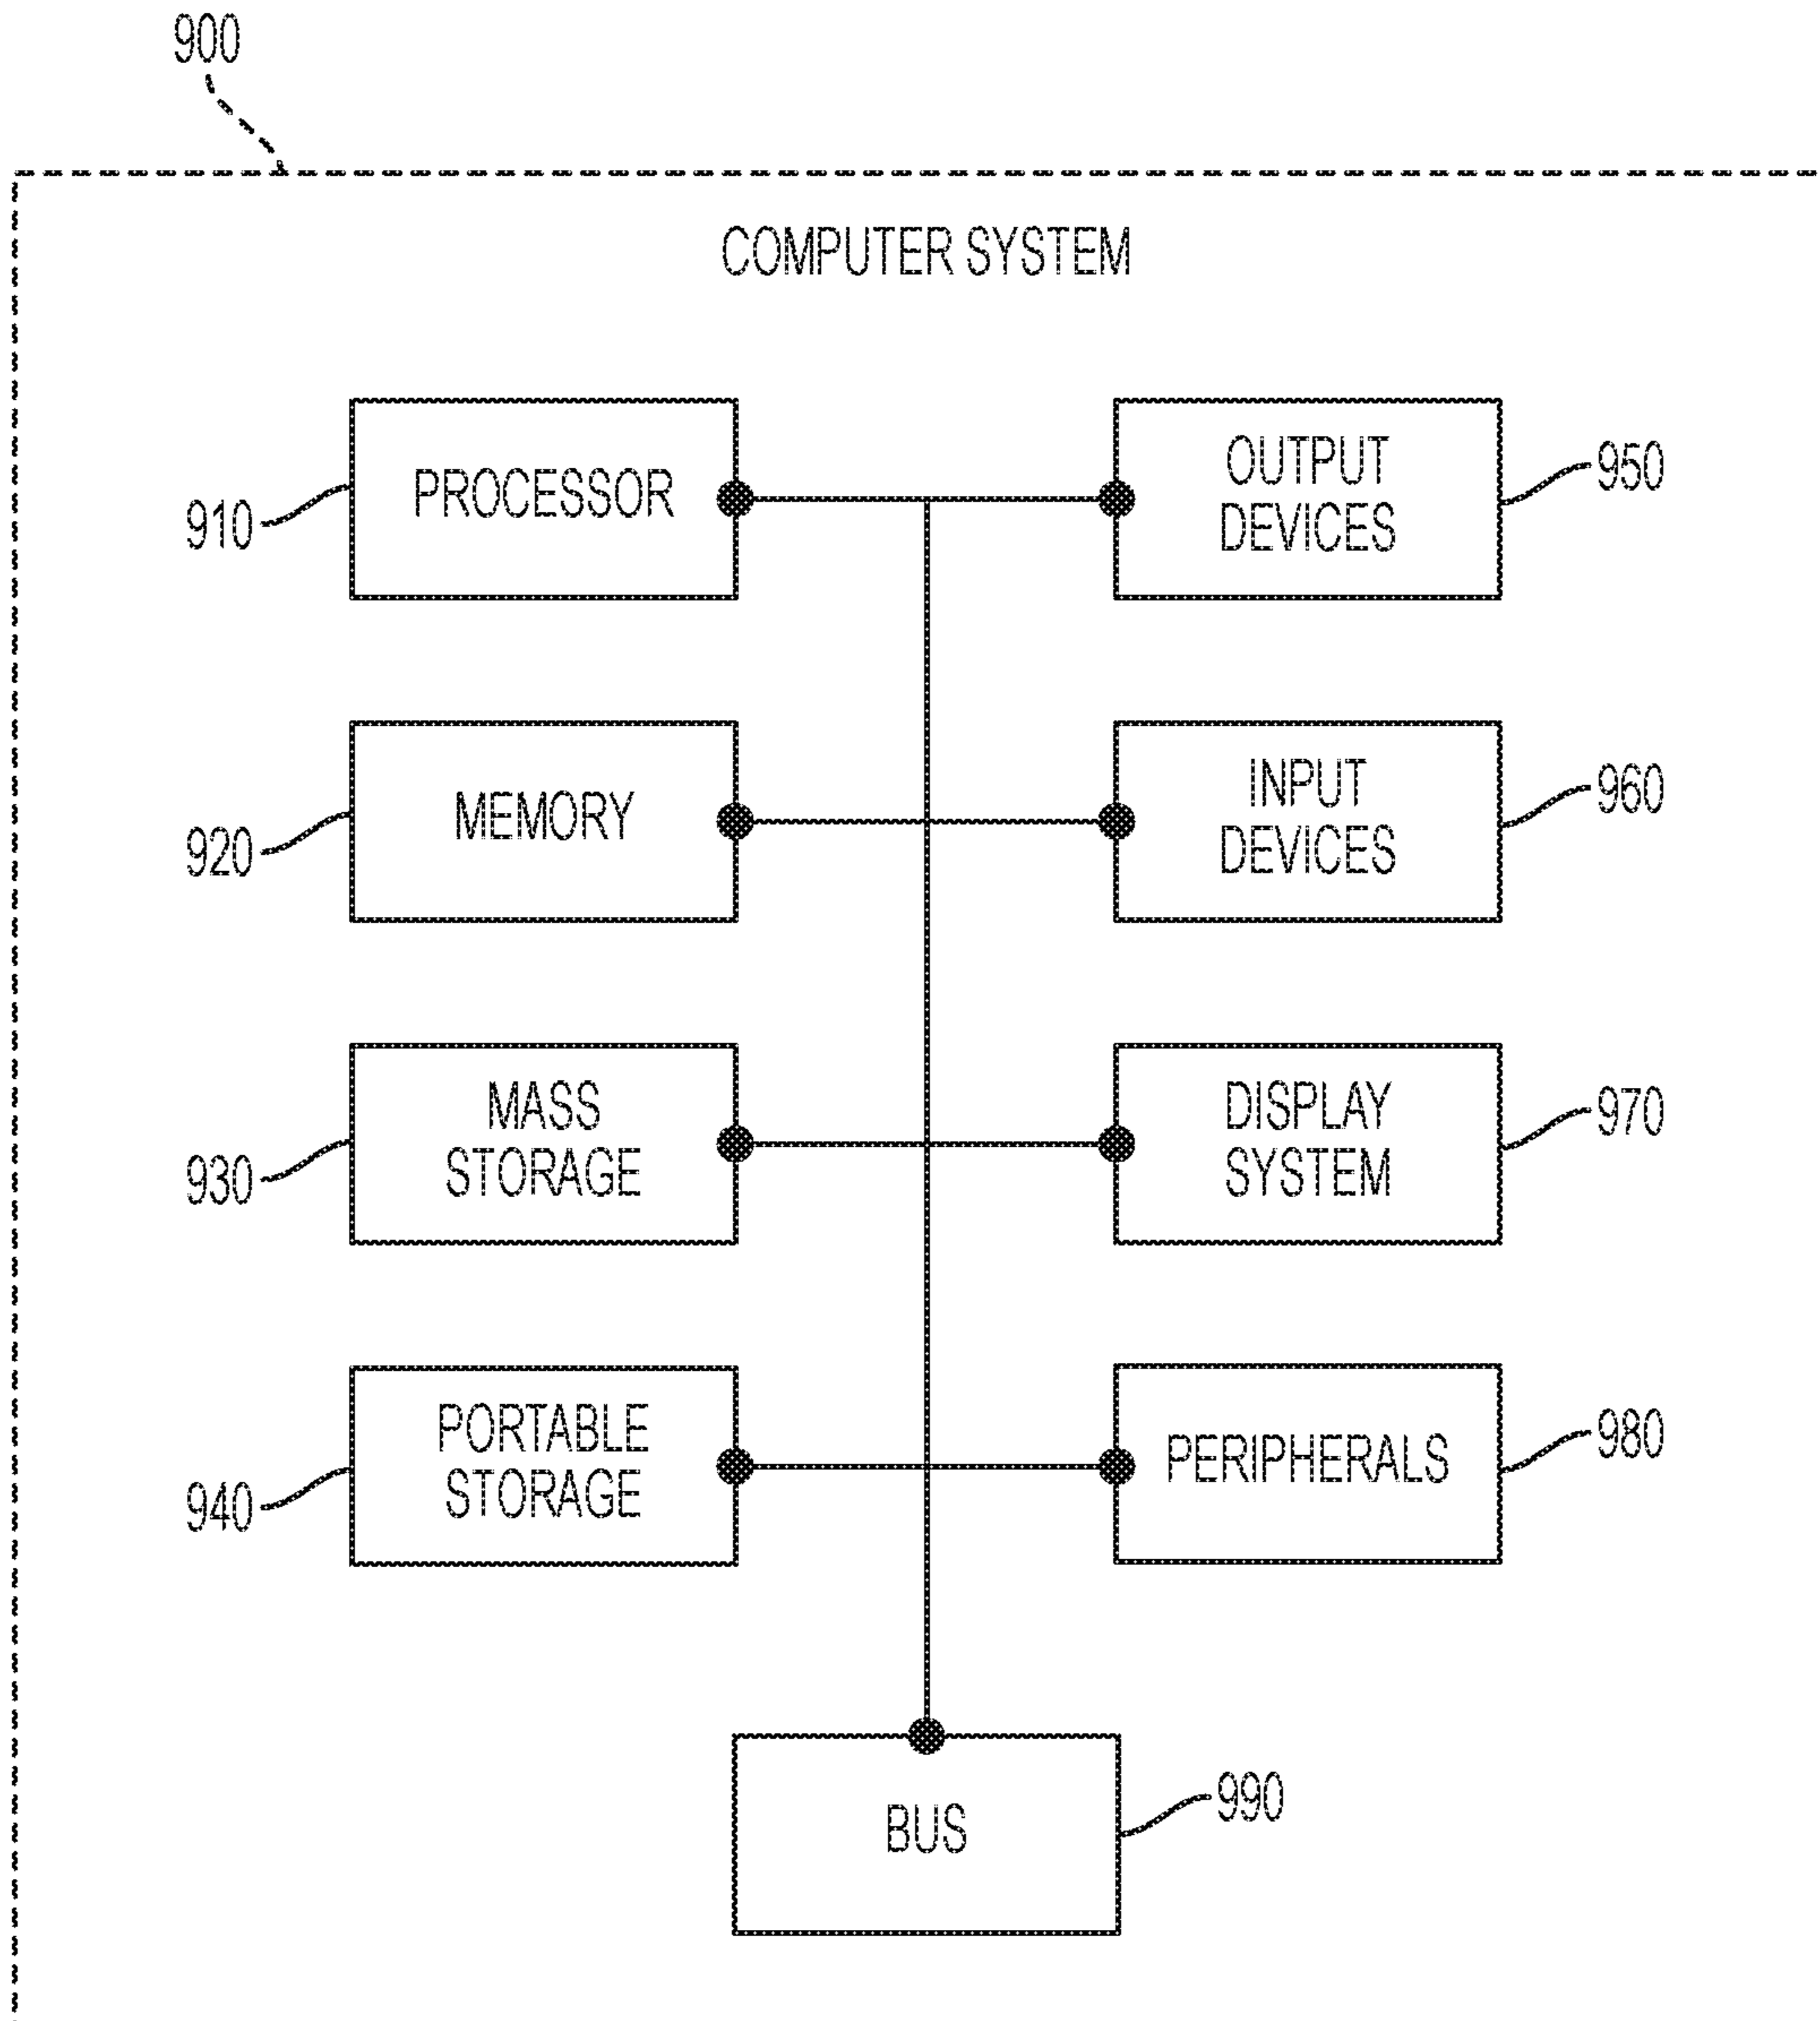 900
COMPUTER SYSTEM
PROCESSOR
910
OUTPUT
DEVICES
950
MEMORY
920
INPUT
DEVICES
960
MASS
STORAGE
930
DISPLAY
SYSTEM
970
PORTABLE
STORAGE
940
PERIPHERALS
980
BUS
990